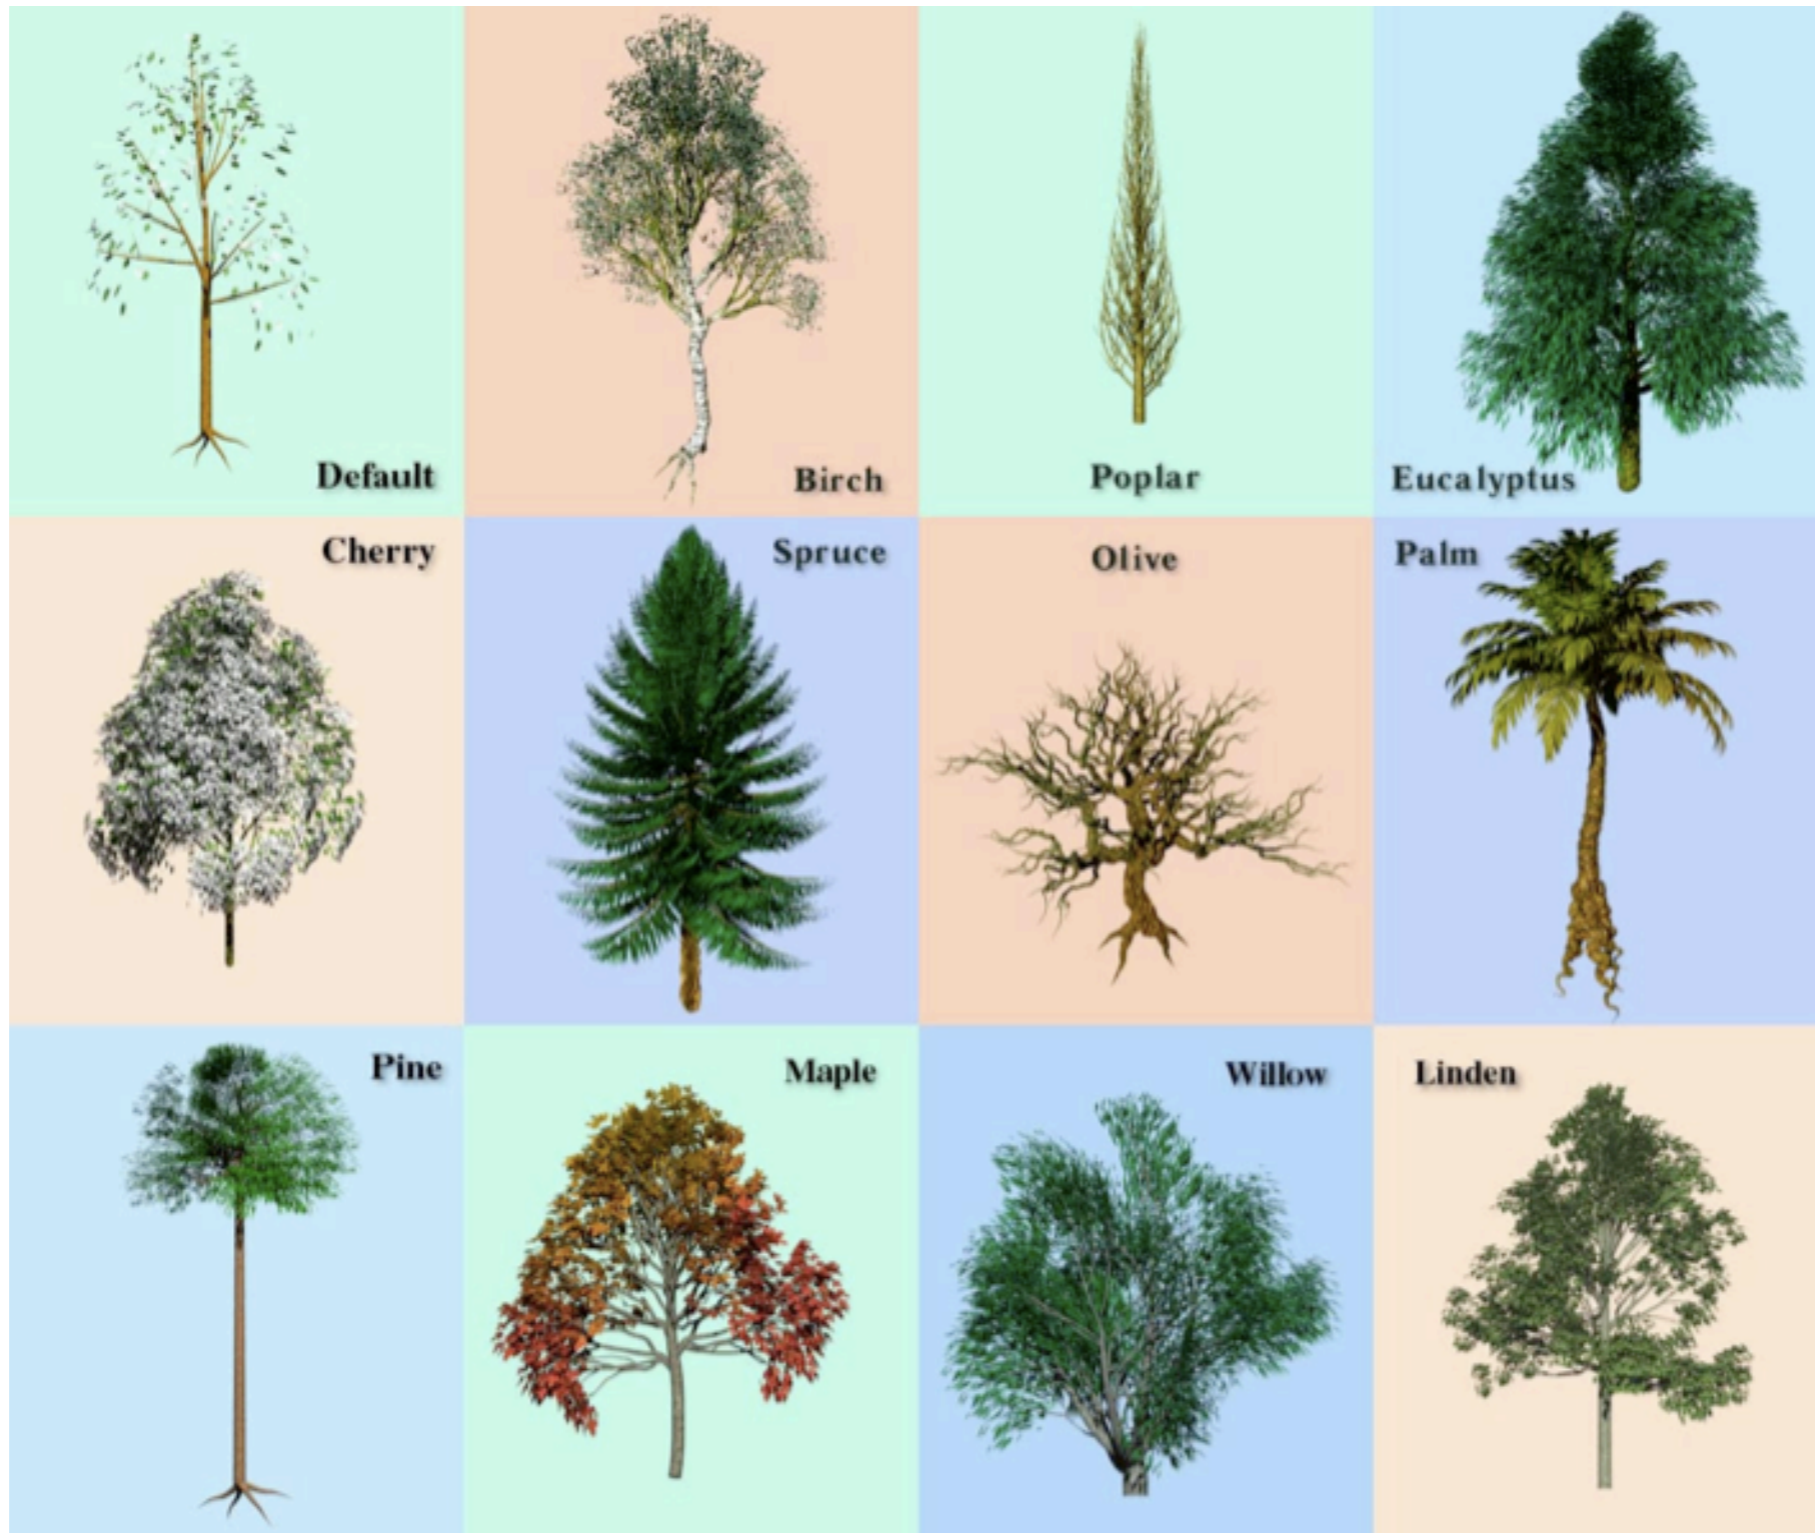 Default
Birch
Poplar
Eucalyptus
Cherry
Spruce
Olive
Palm
Pine
Maple
Willow
Linden